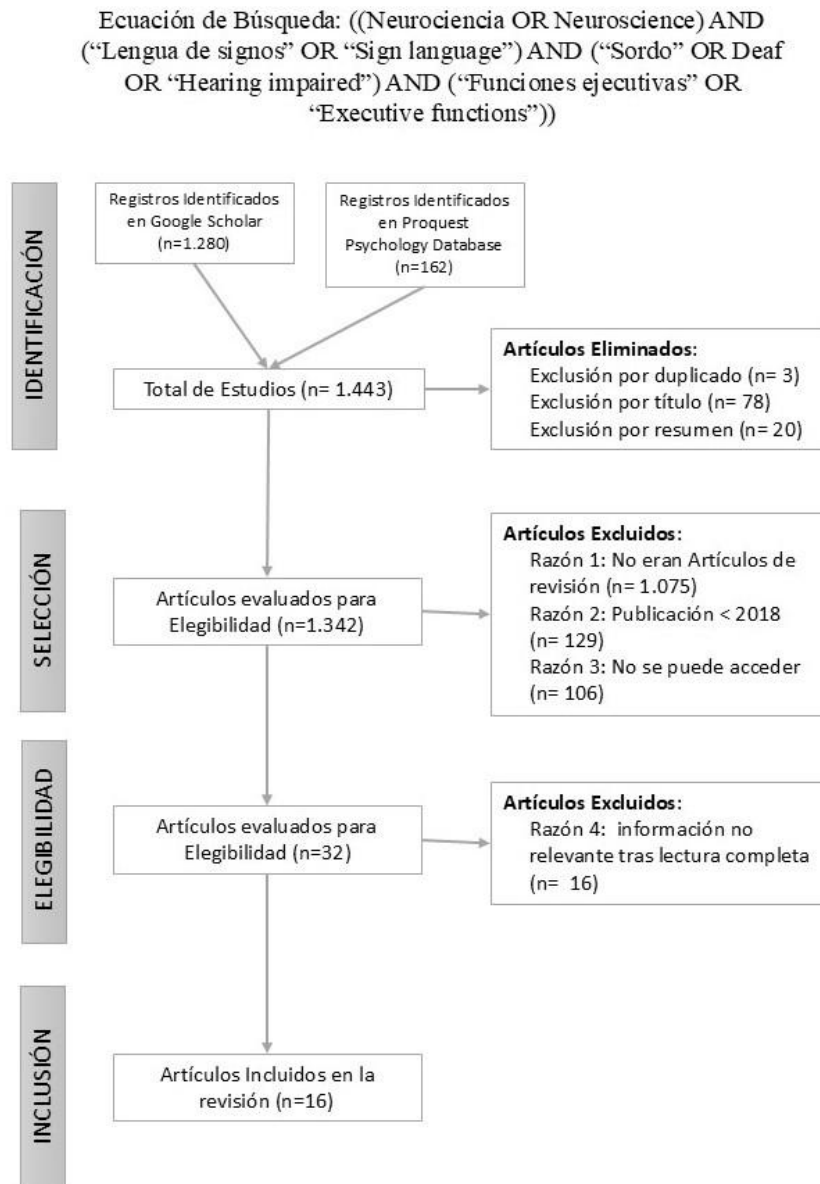 Ecuación de Búsqueda: ((Neurociencia OR Neuroscience) AND
(“Lengua de signos” OR “Sign language”) AND (“Sordo” OR Deaf
OR “Hearing impaired”) AND (“Funciones ejecutivas” OR
“Executive functions”))
IDENTIFICACIÓN
Registros Identificados
en Google Scholar
(n=1.280)
Registros Identificados
en Proquest
Psychology Database
(n=162)
Total de Estudios (n= 1.443)
Artículos Eliminados:
Exclusión por duplicado (n= 3)
Exclusión por título (n= 78)
Exclusión por resumen (n= 20)
SELECCIÓN
Artículos evaluados para
Elegibilidad (n=1.342)
Artículos Excluidos:
Razón 1: No eran Artículos de
revisión (n= 1.075)
Razón 2: Publicación < 2018
(n= 129)
Razón 3: No se puede acceder
(n= 106)
ELEGIBILIDAD
Artículos evaluados para
Elegibilidad (n=32)
Artículos Excluidos:
Razón 4: información no
relevante tras lectura completa
(n= 16)
INCLUSIÓN
Artículos Incluidos en la
revisión (n=16)